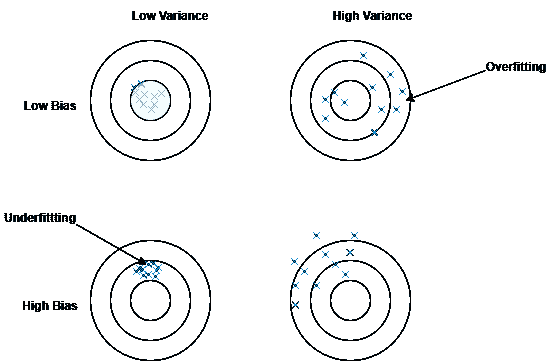 Low Variance
High Variance
Overfitting
Low Bias
Underfittting
High Bias